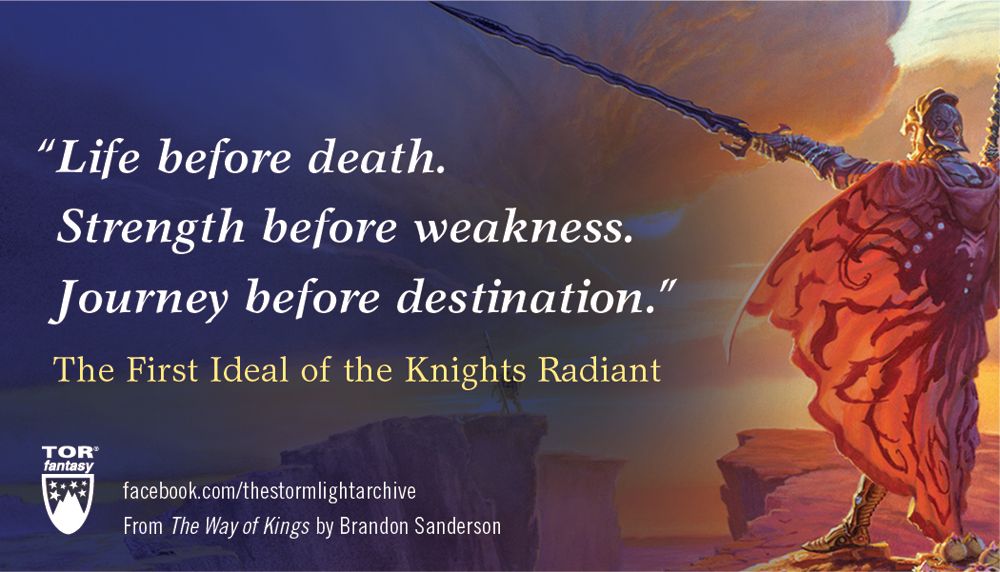 “Life before death.
Strength before weakness.
Journey before destination.”
The First Ideal of the Knights Radiant
TOR®
fantasy
facebook.com/thestormlightarchive
From The Way of Kings by Brandon Sanderson